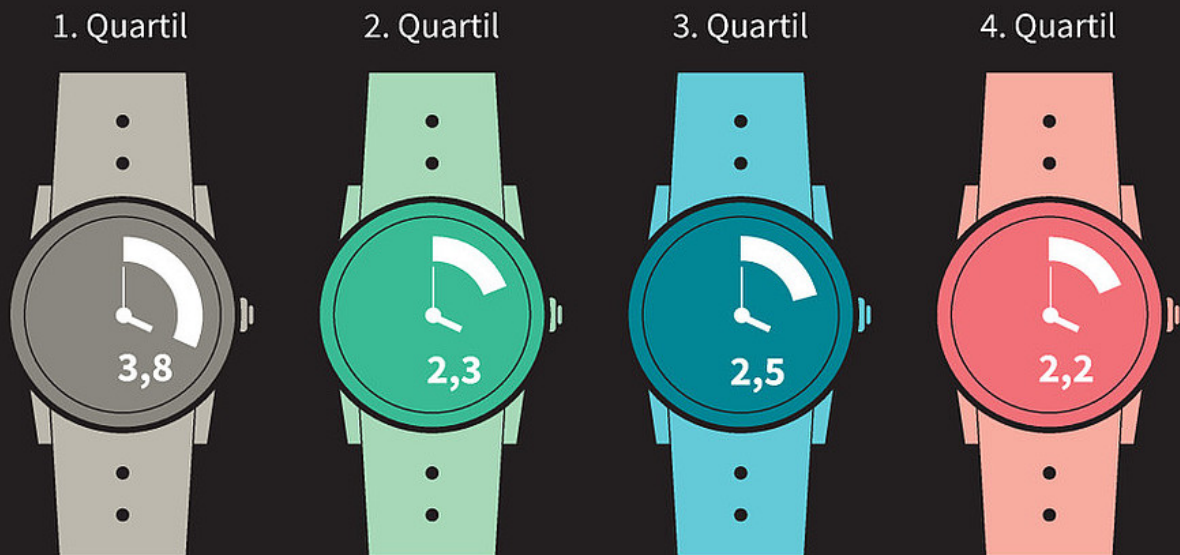 1. Quartil
2. Quartil
3. Quartil
4. Quartil
3,8
2,3
2,5
2,2